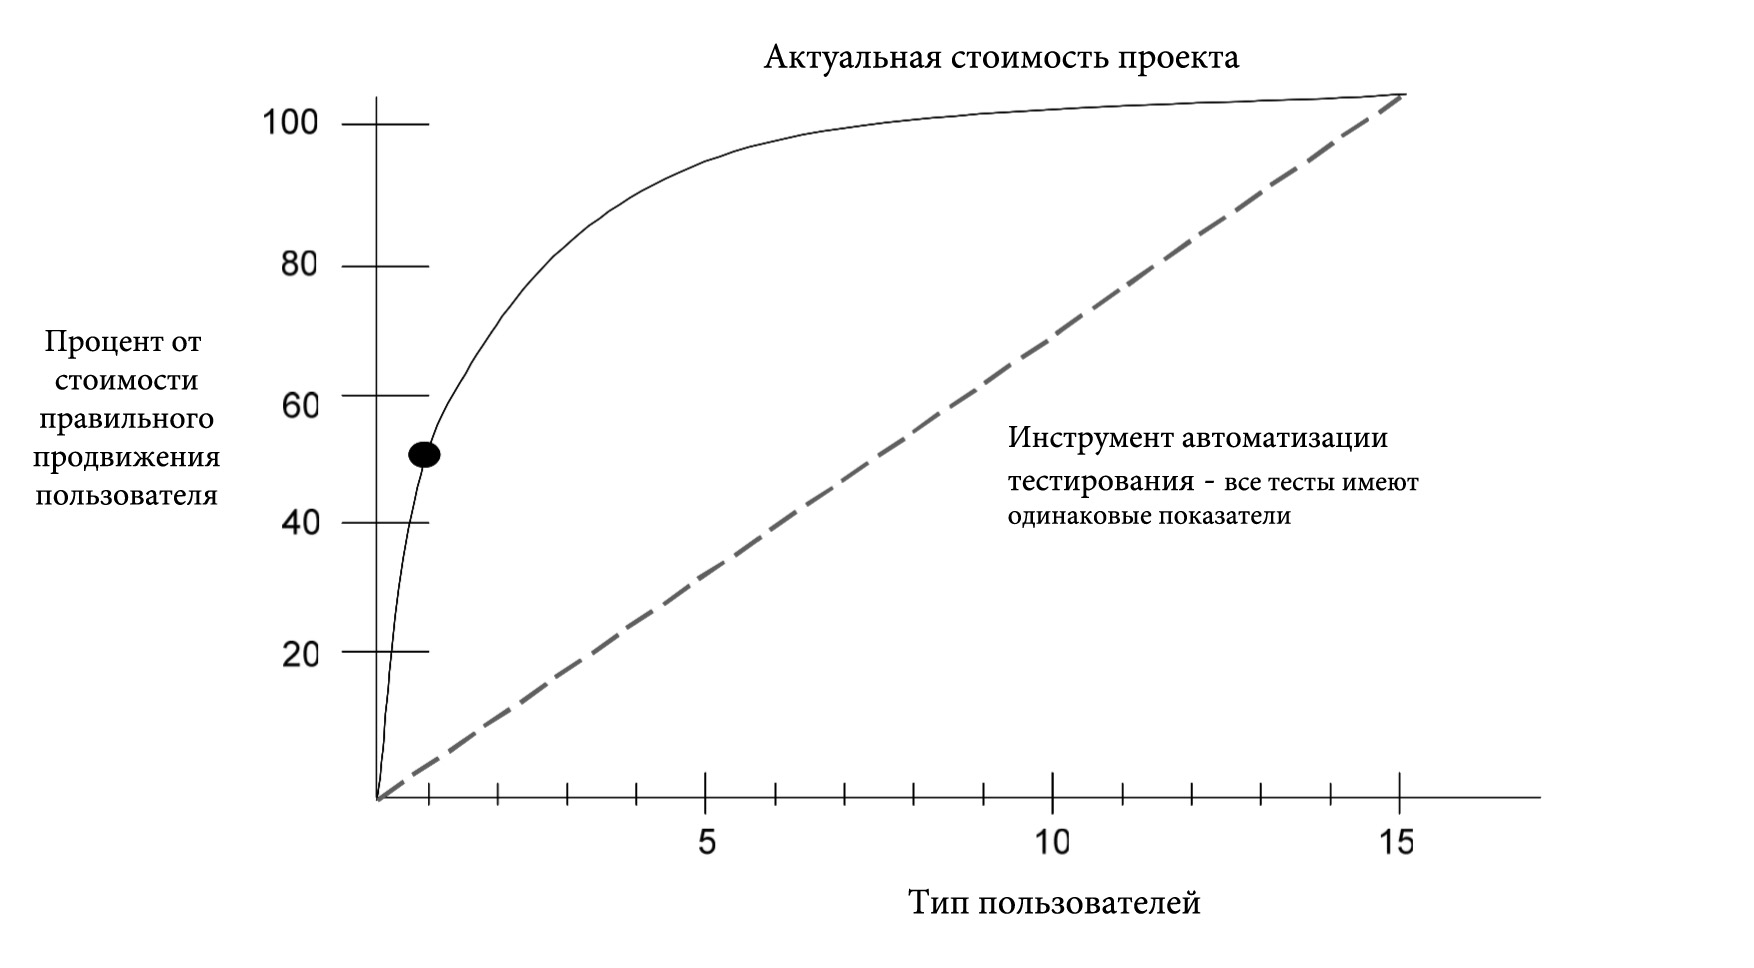 Актуальная стоимость проекта
100
80
60
40
20
Процент от
стоимости
правильного
продвижения
пользователя
Инструмент автоматизации
тестирования - все тесты имеют
одинаковые показатели
5
10
15
Тип пользователей